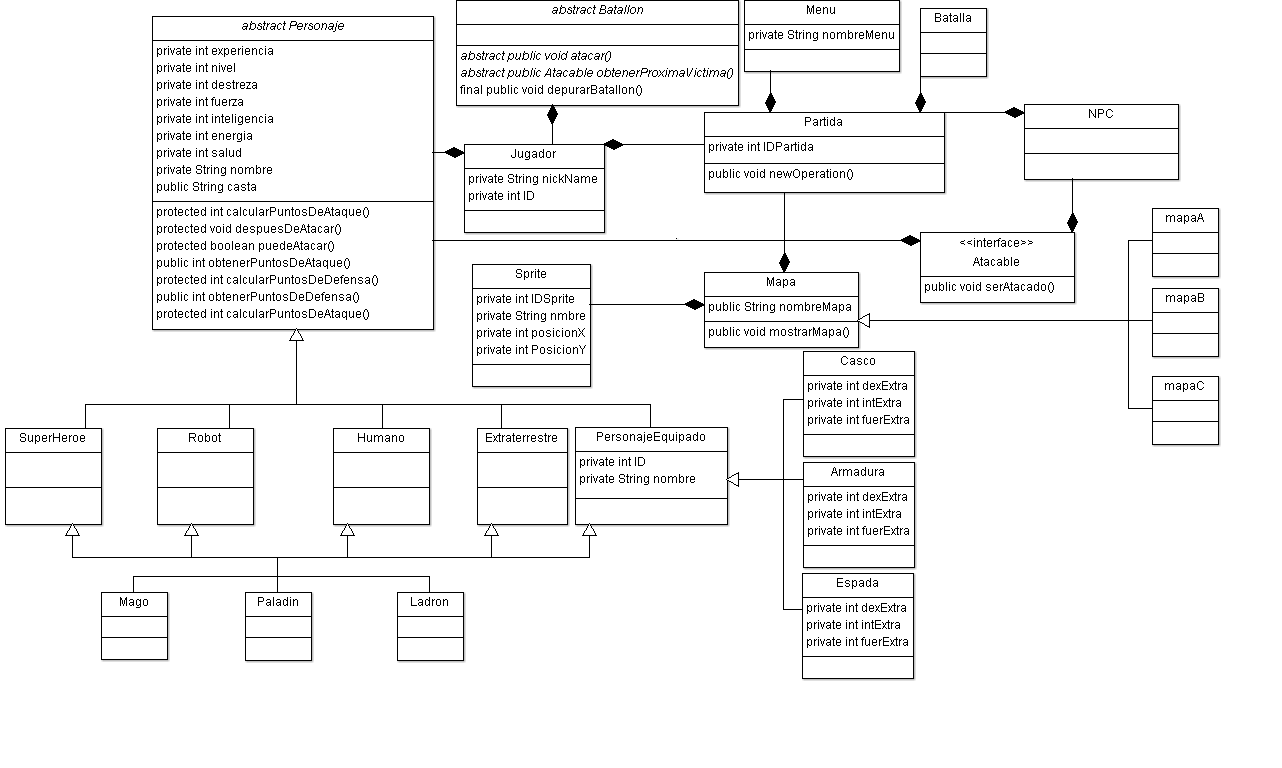 abstract Personaje
private int experiencia
private int nivel
private int destreza
private int fuerza
private int inteligencia
private int energia
private int salud
private String nombre
public String casta
protected int calcularPuntosDeAtaque()
protected void despuesDeAtacar()
protected boolean puedeAtacar()
public int obtenerPuntosDeAtaque()
protected int calcularPuntosDeDefensa()
public int obtenerPuntosDeDefensa()
protected int calcularPuntosDeAtaque()
abstract Batallon
abstract public void atacar()
abstract public Atacable obtenerProximaVictima()
final public void depurarBatallon()
Menu
private String nombreMenu
Batalla
Jugador
private String nickName
private int ID
Partida
private int IDPartida
public void newOperation()
NPC
<<interface>>
Atacable
public void serAtacado()
mapaA
mapaB
mapaC
Sprite
private int IDSprite
private String nmbre
private int posicionX
private int PosicionY
Mapa
public String nombreMapa
public void mostrarMapa()
Casco
private int dexExtra
private int intExtra
private int fuerExtra
Armadura
private int dexExtra
private int intExtra
private int fuerExtra
Espada
private int dexExtra
private int intExtra
private int fuerExtra
SuperHeroe
Robot
Humano
Extraterrestre
PersonajeEquipado
private int ID
private String nombre
Mago
Paladin
Ladron